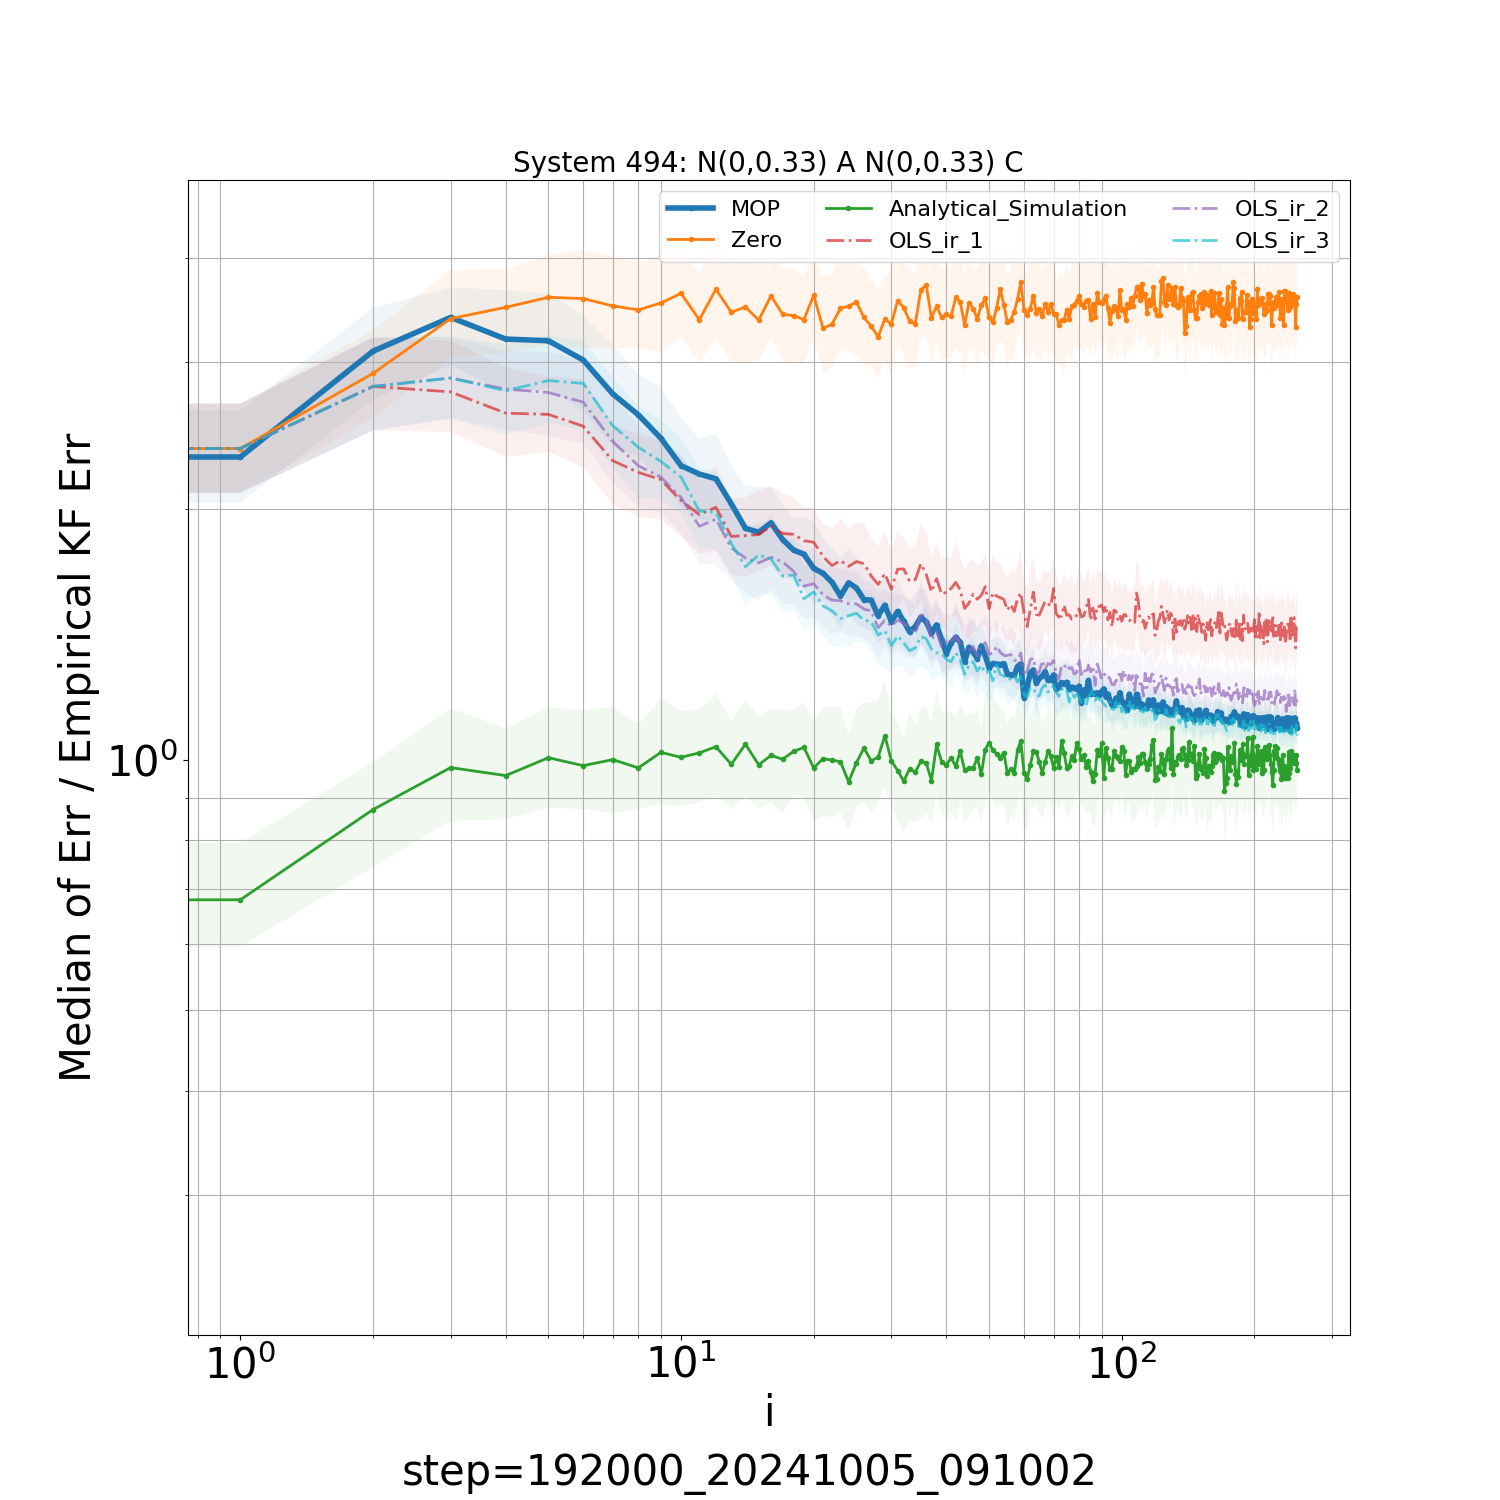 System 494: N(0,0.33) A N(0,0.33) C
MOP
Zero
Analytical_Simulation
OLS_ir_1
OLS_ir_2
OLS_ir_3
Median of Err / Empirical KF Err
10⁰
10⁰ 10¹ 10²
i
step=192000_20241005_091002